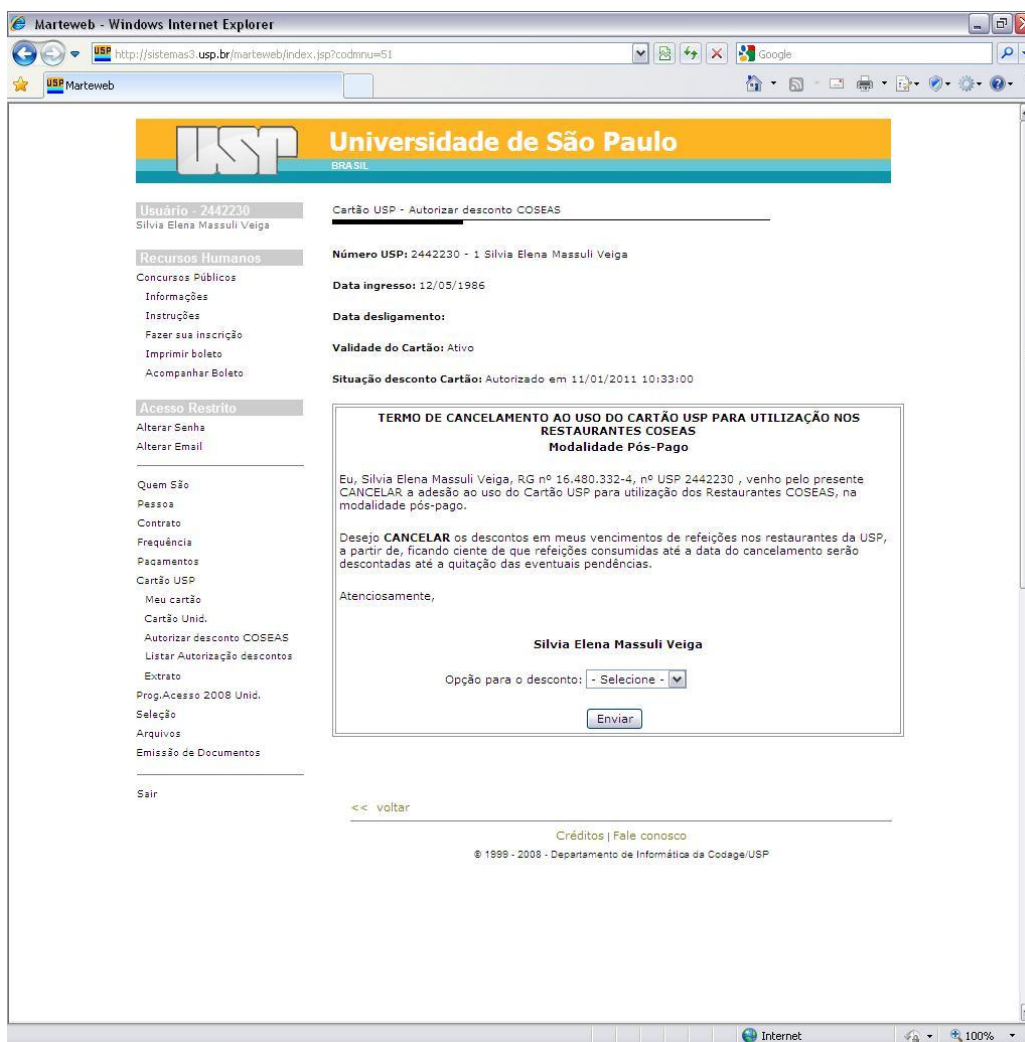 Marteweb - Windows Internet Explorer
http://sistemas3.usp.br/marteweb/index.jsp?codmnu=51
Google
USP Marteweb
USP
Universidade de São Paulo
BRASIL
Usuário - 2442230
Silvia Elena Massuli Veiga
Recursos Humanos
Concursos Públicos
Informações
Instruções
Fazer sua inscrição
Imprimir boleto
Acompanhar Boleto
Acesso Restrito
Alterar Senha
Alterar Email
Quem São
Pessoa
Contrato
Frequência
Pagamentos
Cartão USP
Meu cartão
Cartão Unid.
Autorizar desconto COSEAS
Listar Autorização descontos
Extrato
Prog.Acesso 2008 Unid.
Seleção
Arquivos
Emissão de Documentos
Sair
Cartão USP - Autorizar desconto COSEAS
Número USP: 2442230 - 1 Silvia Elena Massuli Veiga
Data ingresso: 12/05/1986
Data desligamento:
Validade do Cartão: Ativo
Situação desconto Cartão: Autorizado em 11/01/2011 10:33:00
TERMO DE CANCELAMENTO AO USO DO CARTÃO USP PARA UTILIZAÇÃO NOS
RESTAURANTES COSEAS
Modalidade Pós-Pago
Eu, Silvia Elena Massuli Veiga, RG nº 16.480.332-4, nº USP 2442230 , venho pelo presente
CANCELAR a adesão ao uso do Cartão USP para utilização dos Restaurantes COSEAS, na
modalidade pós-pago.
Desejo CANCELAR os descontos em meus vencimentos de refeições nos restaurantes da USP,
a partir de, ficando ciente de que refeições consumidas até a data do cancelamento serão
descontadas até a quitação das eventuais pendências.
Atenciosamente,
Silvia Elena Massuli Veiga
Opção para o desconto: - Selecione -
Enviar
<< voltar
Créditos | Fale conosco
© 1999 - 2008 - Departamento de Informática da Codage/USP
Internet
100%